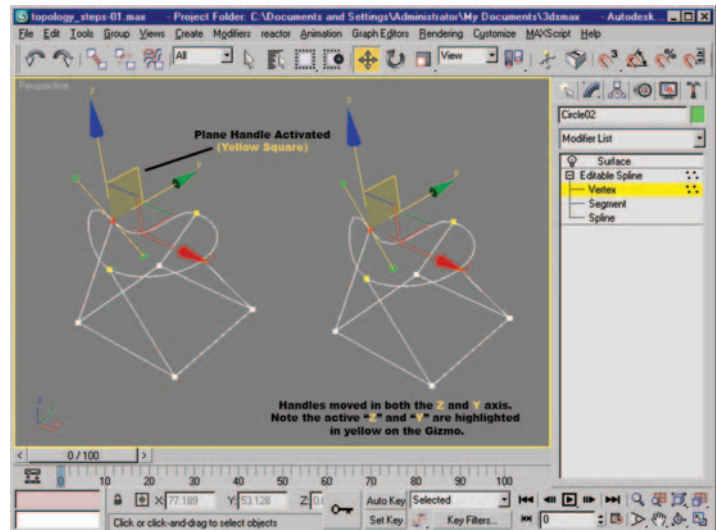 topology_steps-01.max - Project Folder: C:\Documents and Settings\Administrator\My Documents\3dsmax - Autodesk...
File Edit Tools Group Views Create Modifiers reactor Animation Graph Editors Rendering Customize MAXScript Help
All
View
Perspective
z
Plane Handle Activated
(Yellow Square)
y
z
y
Circle02
Modifier List
Surface
Editable Spline
Vertex
Segment
Spline
Handles moved in both the Z and Y axis.
Note the active "Z" and "Y" are highlighted
in yellow on the Gizmo.
z
0 / 100
0 10 20 30 40 50 60 70 80 90 100
X: 77.189 Y: 53.128 Z:
Auto Key Selected
Click or click-and-drag to select objects
Set Key Key Filters...
0